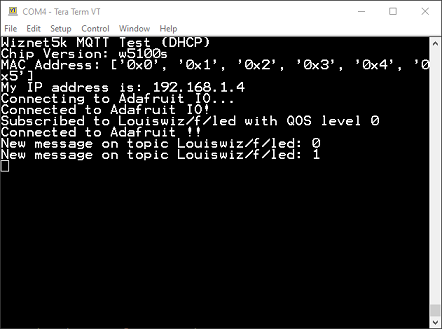 COM4 - Tera Term VT
File Edit Setup Control Window Help
Wiznet5k MQTT Test (DHCP)
Chip Version: w5100s
MAC Address: ['0x0', '0x1', '0x2', '0x3', '0x4', '0
x5']
My IP address is: 192.168.1.4
Connecting to Adafruit IO...
Connected to Adafruit IO!
Subscribed to Louiswiz/f/led with QOS level 0
Connected to Adafruit !!
New message on topic Louiswiz/f/led: 0
New message on topic Louiswiz/f/led: 1